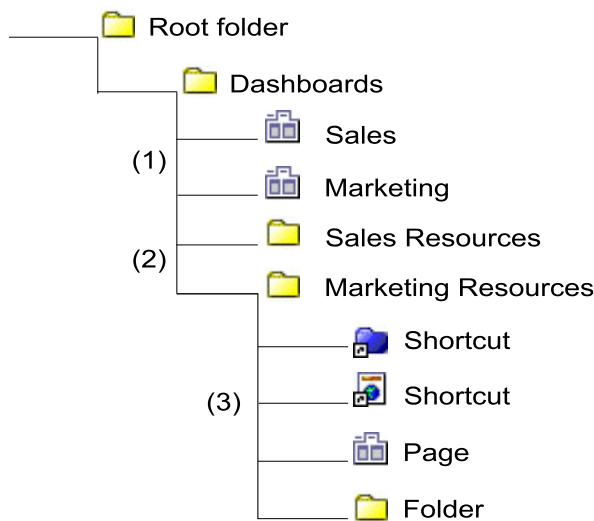 Root folder
Dashboards
Sales
(1)
Marketing
Sales Resources
(2)
Marketing Resources
Shortcut
Shortcut
(3)
Page
Folder